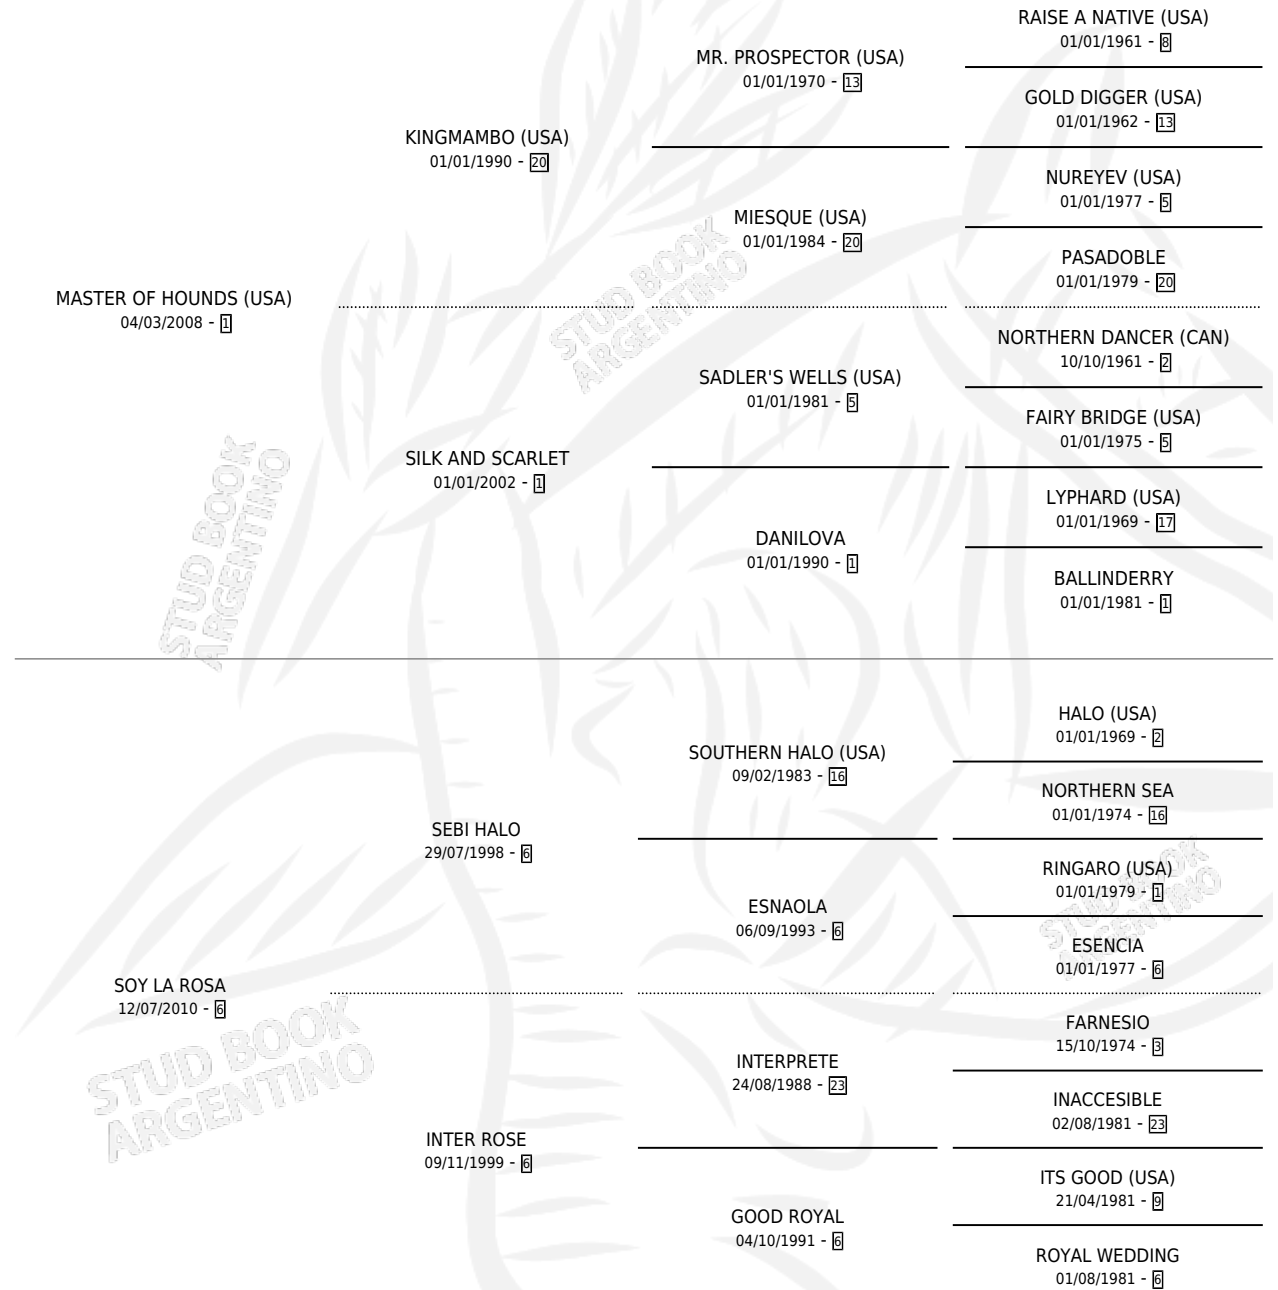 RAISE A NATIVE (USA)
01/01/1961 - 8
MR. PROSPECTOR (USA)
01/01/1970 - 13
GOLD DIGGER (USA)
01/01/1962 - 13
KINGMAMBO (USA)
01/01/1990 - 20
NUREYEV (USA)
01/01/1977 - 5
MIESQUE (USA)
01/01/1984 - 20
PASADOBLE
01/01/1979 - 20
MASTER OF HOUNDS (USA)
04/03/2008 - 1
NORTHERN DANCER (CAN)
10/10/1961 - 2
SADLER'S WELLS (USA)
01/01/1981 - 5
FAIRY BRIDGE (USA)
01/01/1975 - 5
SILK AND SCARLET
01/01/2002 - 1
LYPHARD (USA)
01/01/1969 - 17
DANILOVA
01/01/1990 - 1
BALLINDERRY
01/01/1981 - 1
STUD BOOK
ARGENTINO
STUD BOOK
ARGENTINO
HALO (USA)
01/01/1969 - 2
SOUTHERN HALO (USA)
09/02/1983 - 16
NORTHERN SEA
01/01/1974 - 16
SEBI HALO
29/07/1998 - 6
RINGARO (USA)
01/01/1979 - 1
ESNAOLA
06/09/1993 - 6
ESENCIA
01/01/1977 - 6
SOY LA ROSA
12/07/2010 - 6
FARNESIO
15/10/1974 - 3
INTERPRETE
24/08/1988 - 23
INACCESIBLE
02/08/1981 - 23
INTER ROSE
09/11/1999 - 6
ITS GOOD (USA)
21/04/1981 - 9
GOOD ROYAL
04/10/1991 - 6
ROYAL WEDDING
01/08/1981 - 6
STUD BOOK
ARGENTINO
STUD BOOK
ARGENTINO